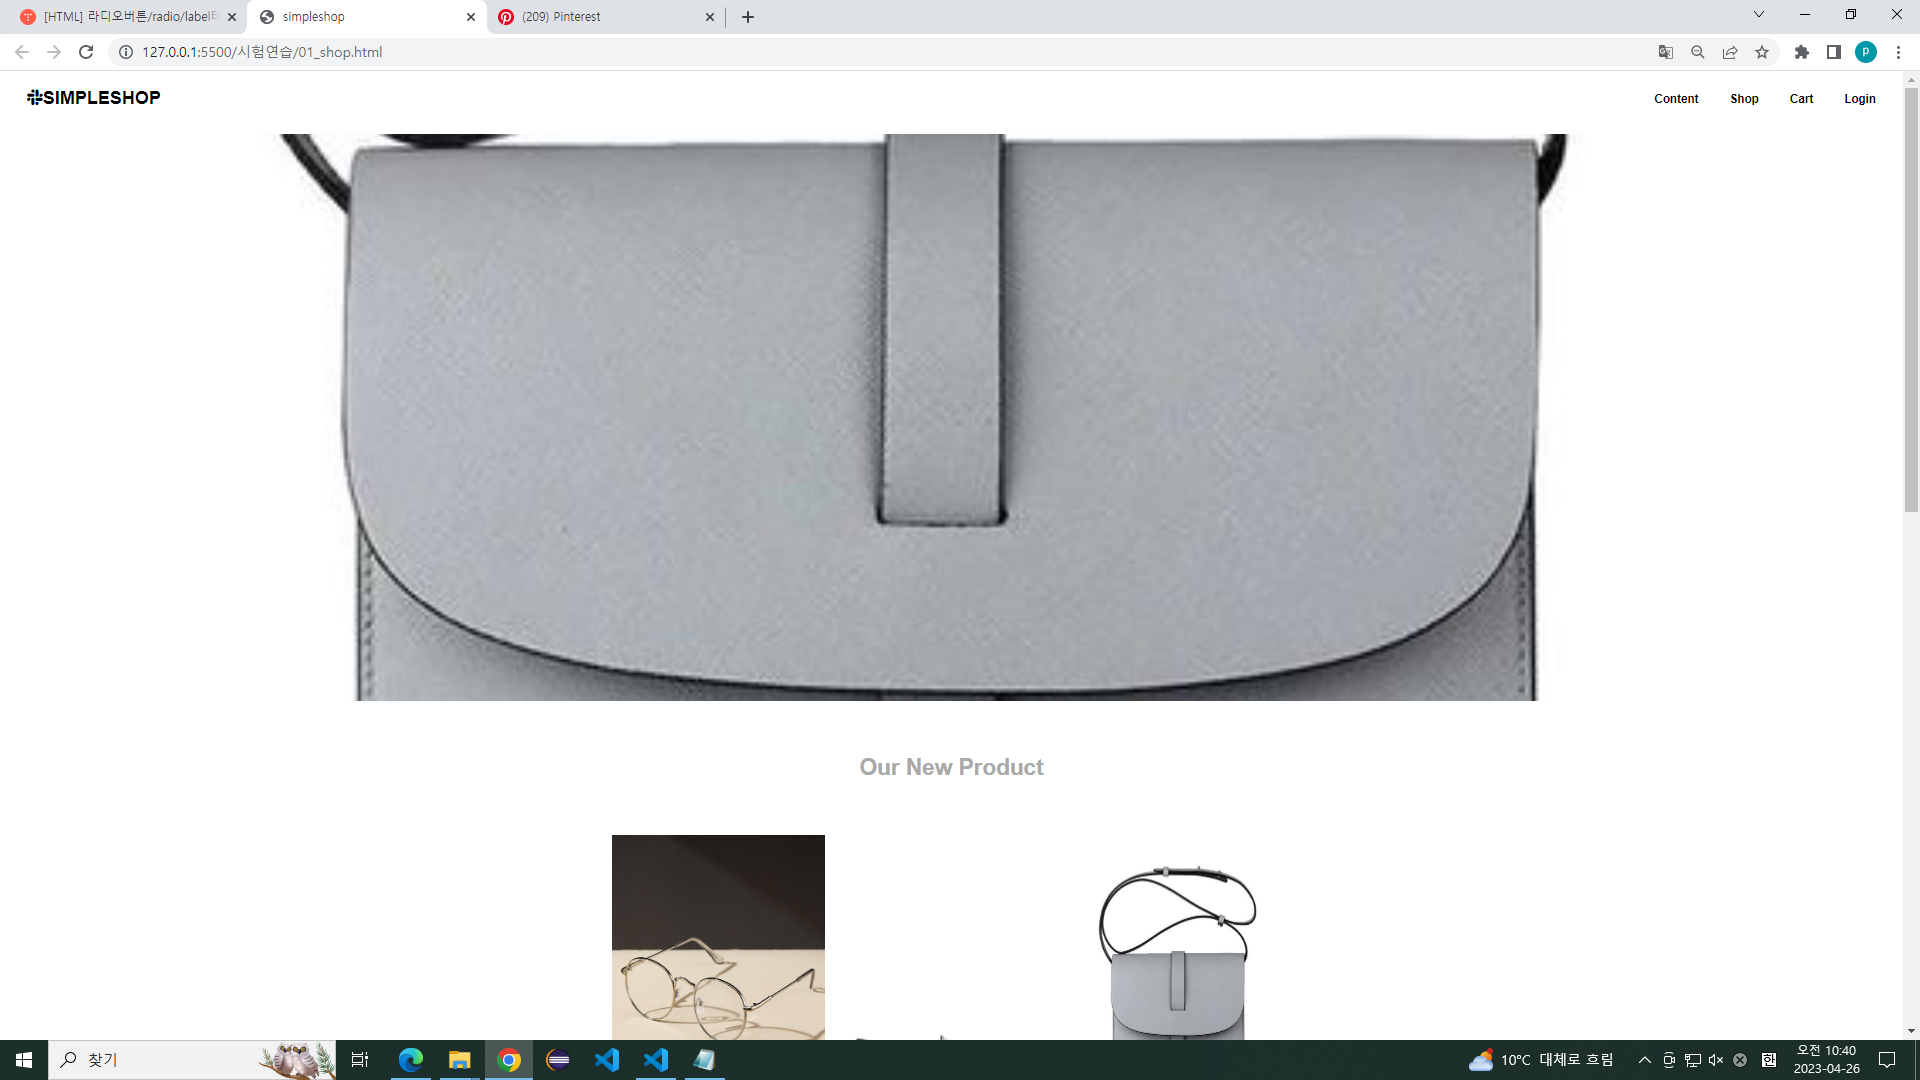 [HTML] 라디오버튼/radio/label
simpleshop
(209) Pinterest
127.0.0.1:5500/시험연습/01_shop.html
P
SIMPLESHOP
Content
Shop
Cart
Login
Our New Product
찾기
10°C 대체로 흐림
한
오전 10:40
2023-04-26